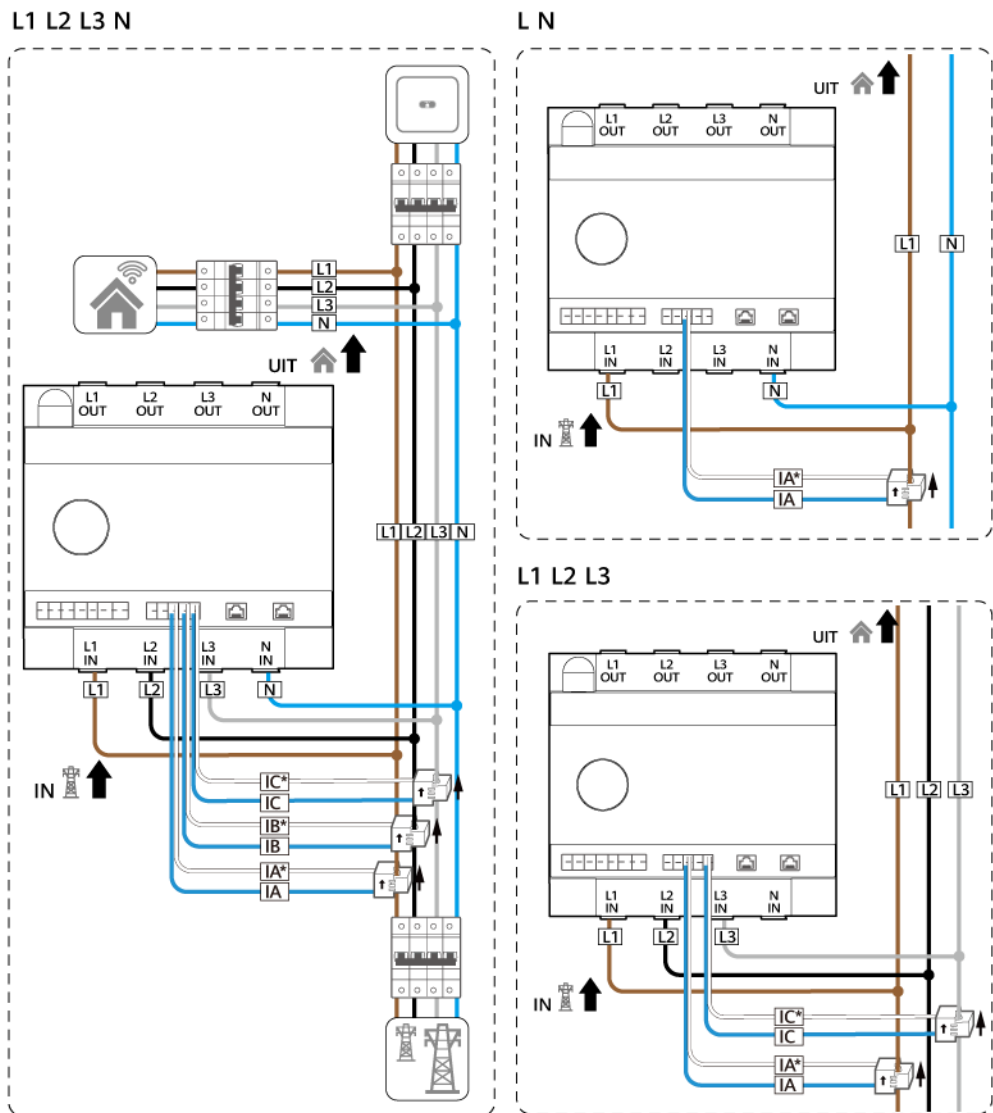 L1 L2 L3 N
L1
L2
L3
N
UIT
L1 OUT
L2 OUT
L3 OUT
N OUT
L1 L2 L3 N
L1 IN
L2 IN
L3 IN
N IN
L1
L2
L3
N
IN
IC*
IC
IB*
IB
IA*
IA
L N
UIT
L1 OUT
L2 OUT
L3 OUT
N OUT
L1
N
L1 IN
L2 IN
L3 IN
N IN
L1
N
IN
IA*
IA
L1 L2 L3
UIT
L1 OUT
L2 OUT
L3 OUT
N OUT
L1 L2 L3
L1 IN
L2 IN
L3 IN
N IN
L1
L2
L3
IN
IC*
IC
IA*
IA